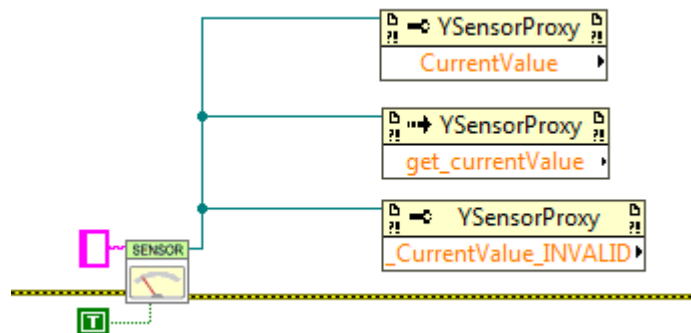 YSensorProxy
CurrentValue
YSensorProxy
get_currentValue
YSensorProxy
_CurrentValue_INVALID
SENSOR
T